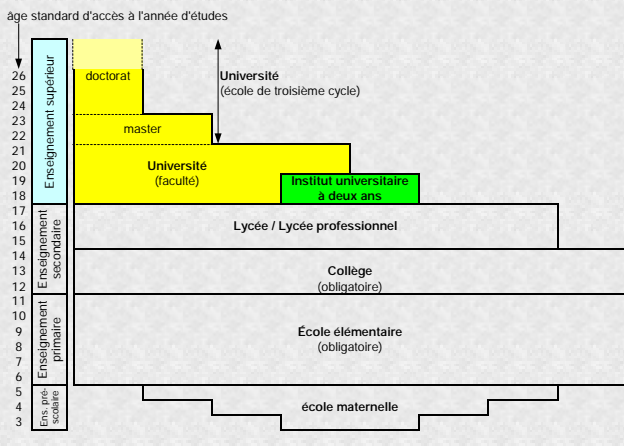 âge standard d'accès à l'année d'études
26
25
24
23
22
21
20
19
18
17
16
15
14
13
12
11
10
9
8
7
6
5
4
3
Enseignement supérieur
Enseignement
secondaire
Enseignement
primaire
Ens. pré-
scolaire
doctorat
Université
(école de troisième cycle)
master
Université
(faculté)
Institut universitaire
à deux ans
Lycée / Lycée professionnel
Collège
(obligatoire)
École élémentaire
(obligatoire)
école maternelle